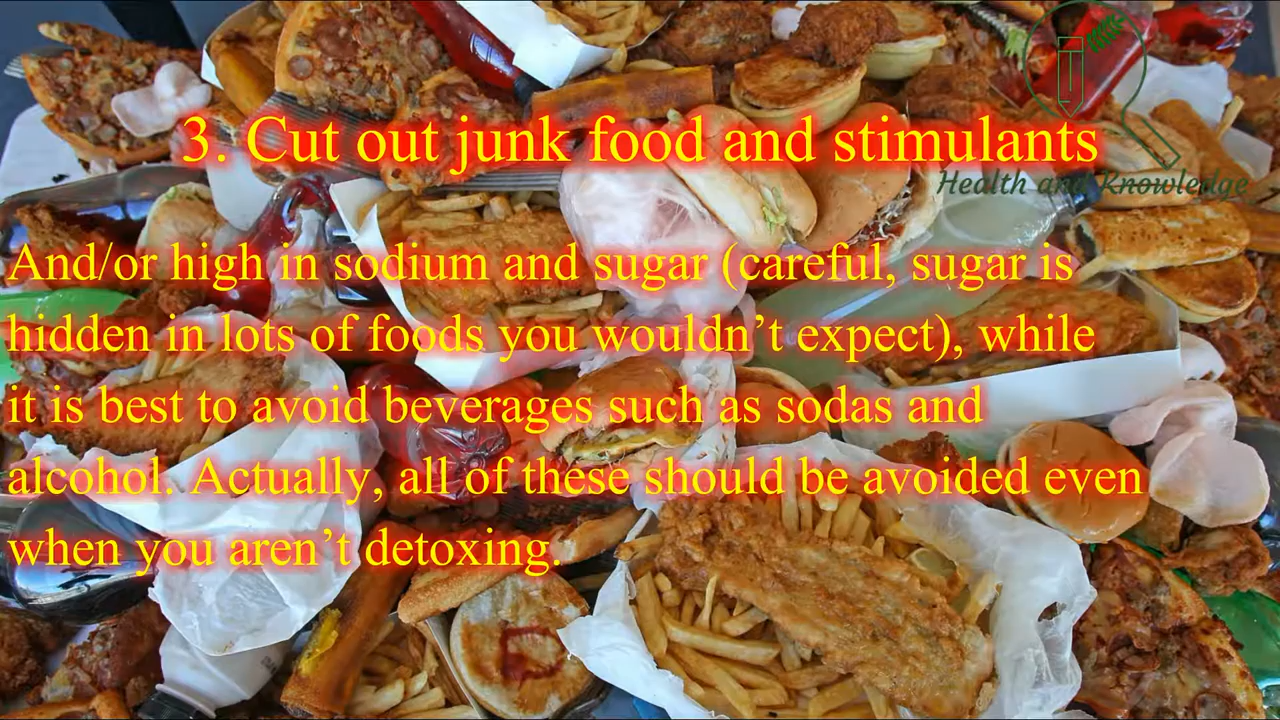 3. Cut out junk food and stimulants
Health and Knowledge
And/or high in sodium and sugar (careful, sugar is
hidden in lots of foods you wouldn’t expect), while
it is best to avoid beverages such as sodas and
alcohol. Actually, all of these should be avoided even
when you aren’t detoxing.